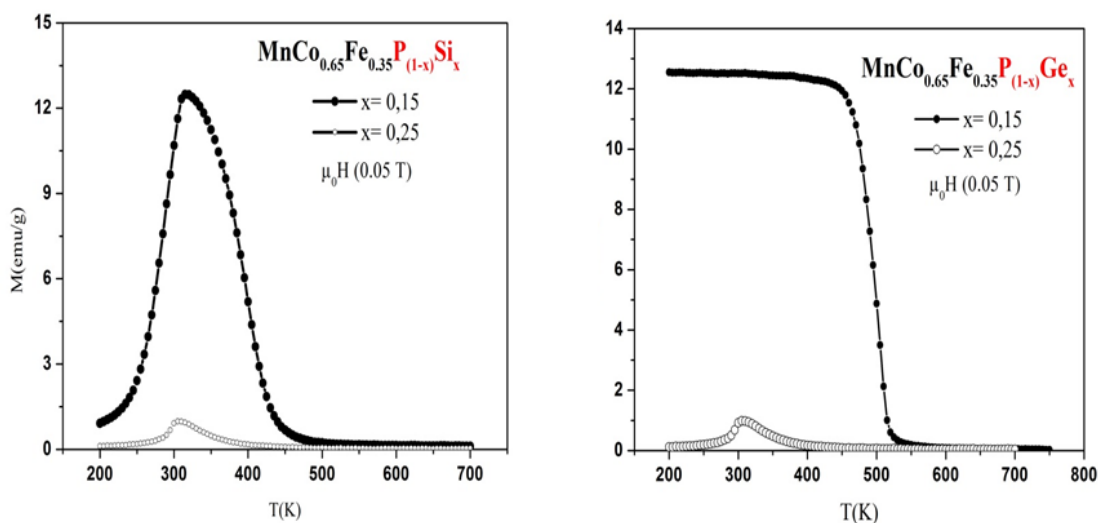 15
12
9
6
3
0
M(emu/g)
MnCo0.65Fe0.35P(1-x)Six
x= 0,15
x= 0,25
μ0H (0.05 T)
200 300 400 500 600 700
T(K)
14
12
10
8
6
4
2
0
MnCo0.65Fe0.35P(1-x)Gex
x= 0,15
x= 0,25
μ0H (0.05 T)
200 300 400 500 600 700 800
T(K)